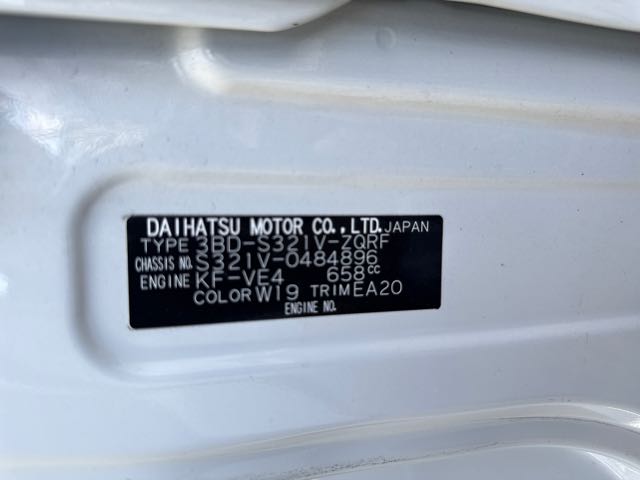 DAIHATSU MOTOR CO.,LTD. JAPAN
TYPE 3BD-S321V-ZQRF
CHASSIS NO. S321V-0484896
ENGINE KF-VE4 658cc
COLOR W19 TRIM EA20
ENGINE NO.